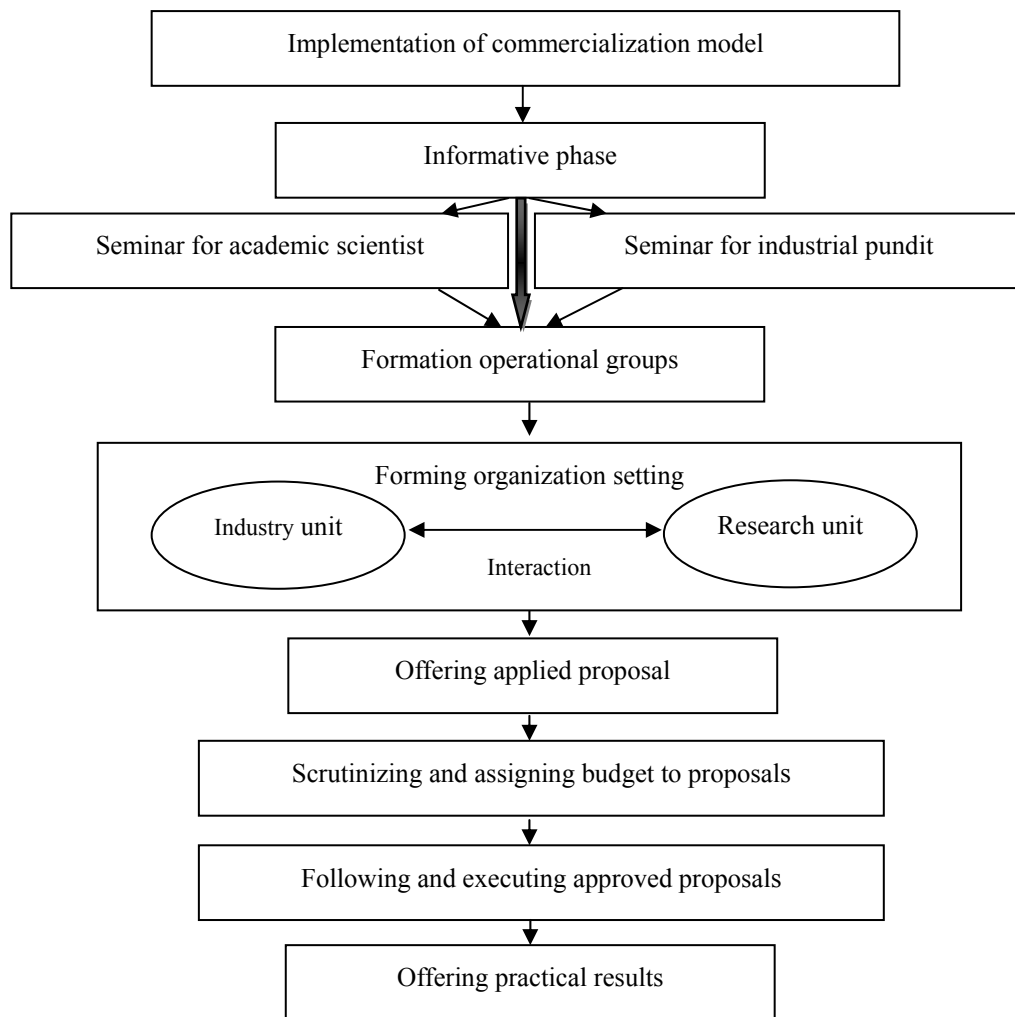 Implementation of commercialization model
Informative phase
Seminar for academic scientist
Seminar for industrial pundit
Formation operational groups
Forming organization setting
Industry unit
Research unit
Interaction
Offering applied proposal
Scrutinizing and assigning budget to proposals
Following and executing approved proposals
Offering practical results